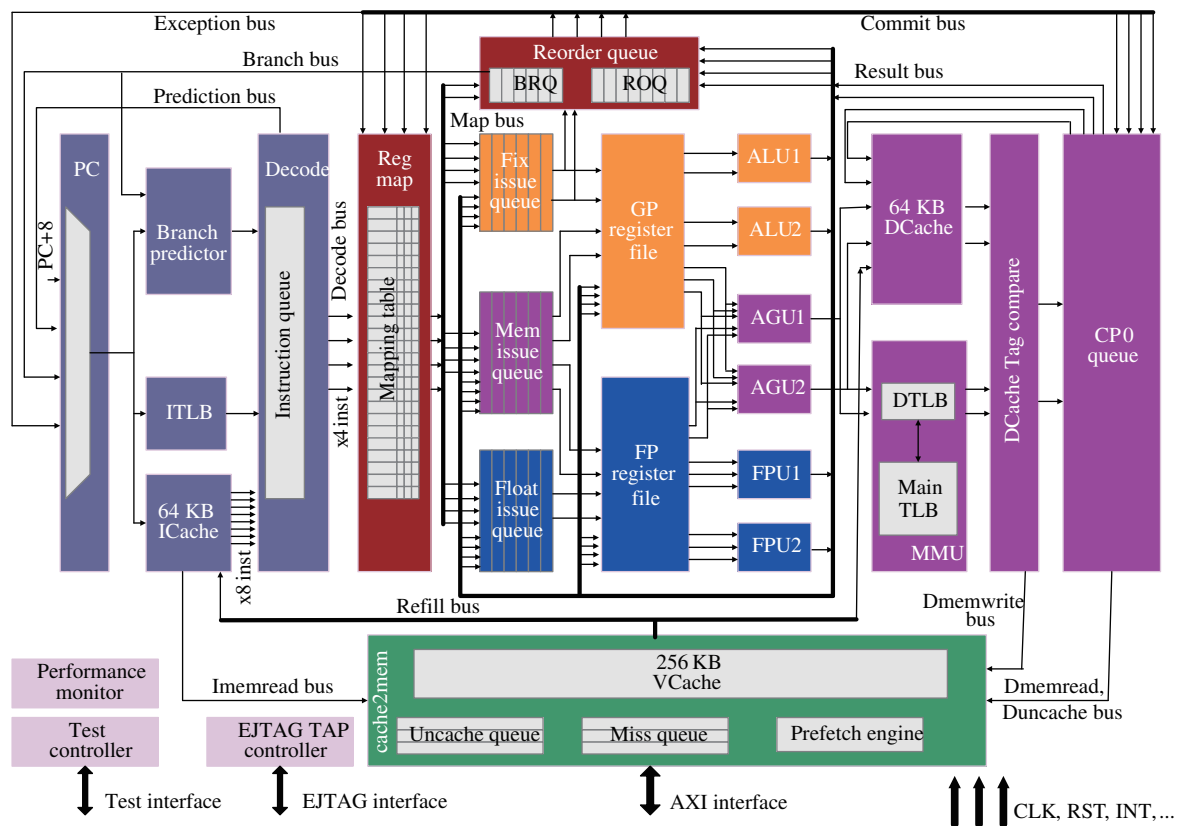 Exception bus
Commit bus
Reorder queue
Branch bus
BRQ
ROQ
Result bus
Prediction bus
Map bus
PC
Decode
Reg
map
Fix
issue
queue
ALU1
PC+8
Branch
predictor
Instruction queue
Decode bus
Mapping table
GP
register
file
ALU2
64 KB
DCache
DCache Tag compare
CP0
queue
Mem
issue
queue
AGU1
AGU2
ITLB
x4 inst
DTLB
Main
TLB
MMU
64 KB
ICache
x8 inst
Float
issue
queue
FP
register
file
FPU1
FPU2
Refill bus
Dmemwrite
bus
Performance
monitor
Imemread bus
cache2mem
256 KB
VCache
Dmemread,
Duncache bus
Test
controller
EJTAG TAP
controller
Uncache queue
Miss queue
Prefetch engine
Test interface
EJTAG interface
AXI interface
CLK, RST, INT, ...